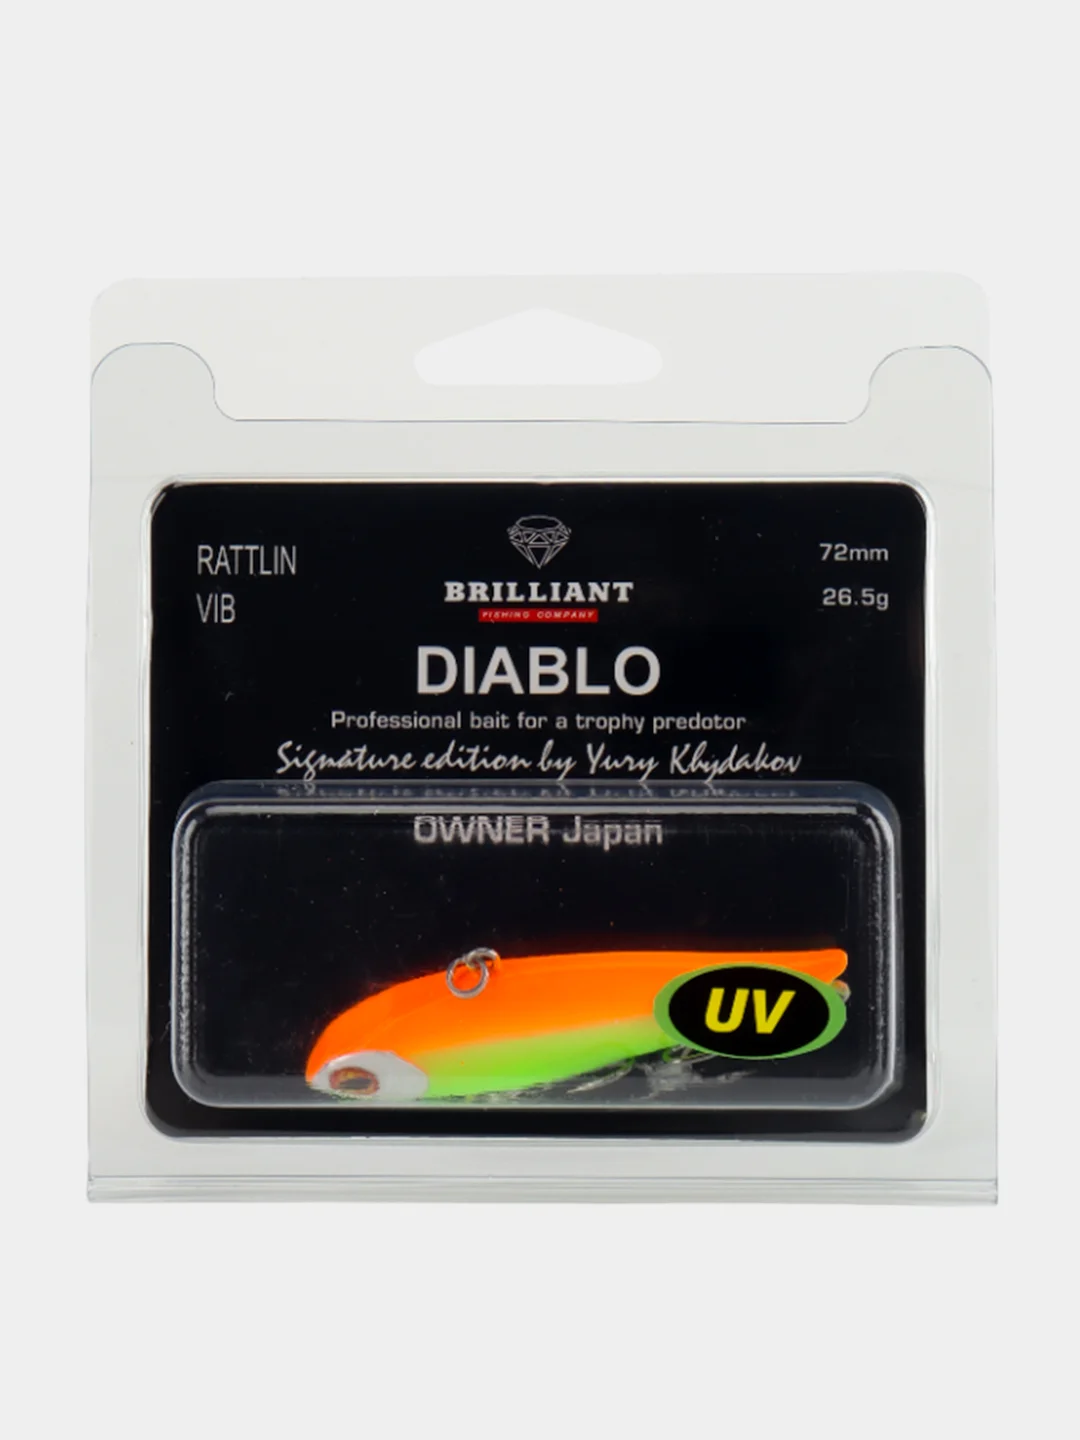 RATTLIN
VIB
BRILLIANT
FISHING COMPANY
72mm
26.5g
DIABLO
Professional bait for a trophy predotor
Signature edition by Yury Khydakov
OWNER Japan
UV